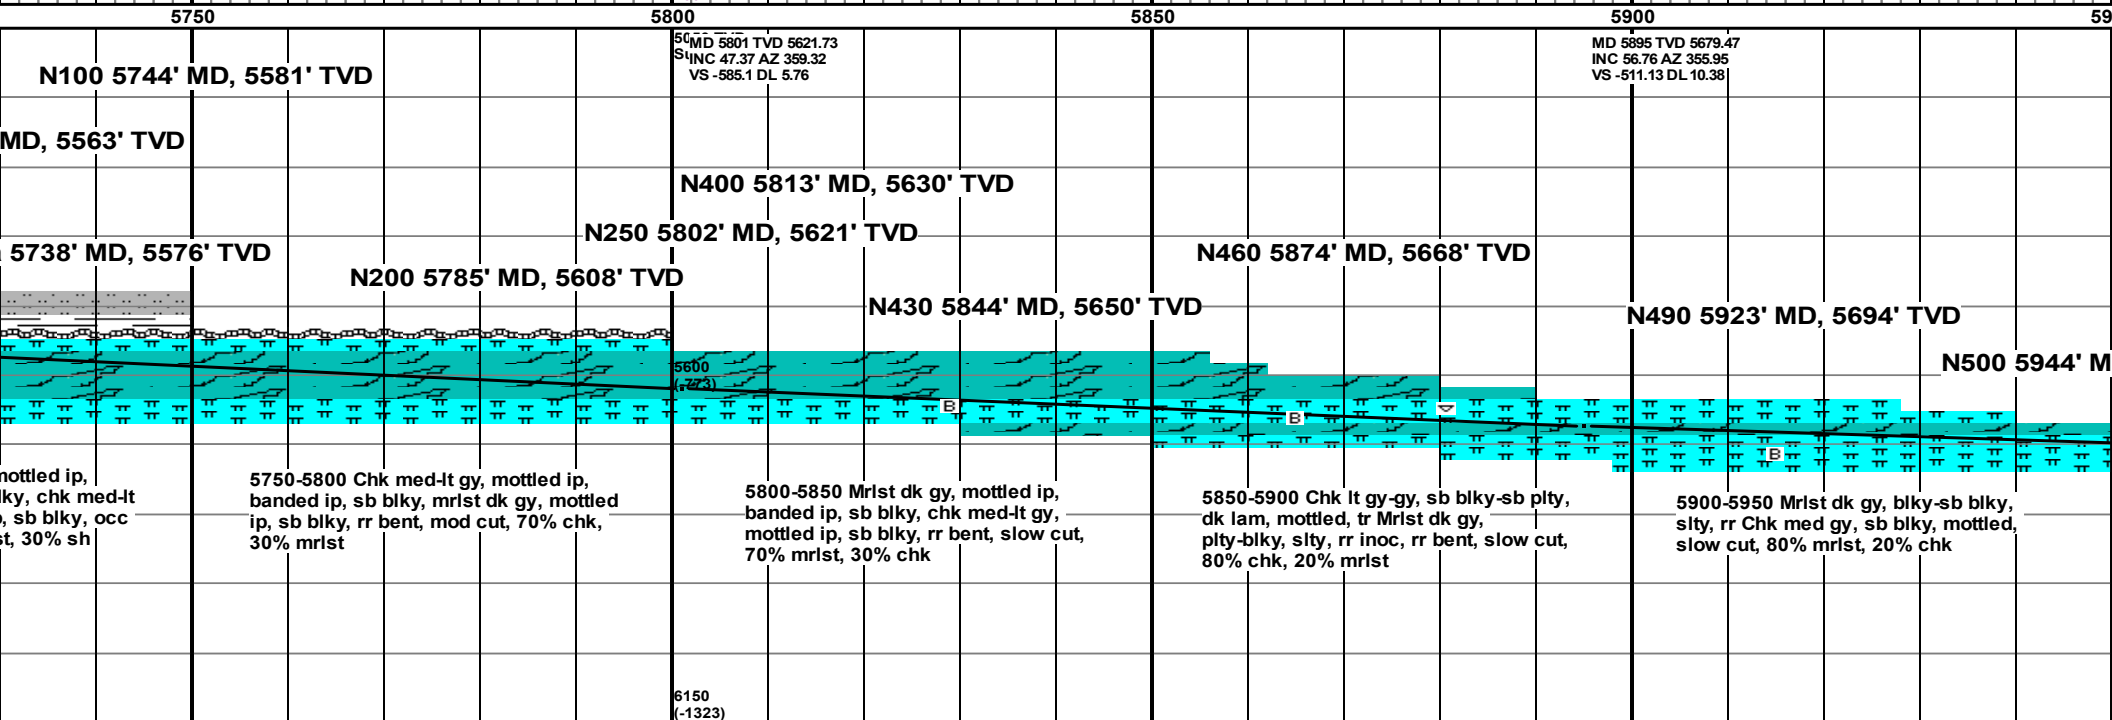 5750
5800
5850
5900
59
MD 5801 TVD 5621.73
INC 47.37 AZ 359.32
VS -585.1 DL 5.76
MD 5895 TVD 5679.47
INC 56.76 AZ 355.95
VS -511.13 DL 10.38
N100 5744' MD, 5581' TVD
MD, 5563' TVD
N400 5813' MD, 5630' TVD
N250 5802' MD, 5621' TVD
5738' MD, 5576' TVD
N460 5874' MD, 5668' TVD
N200 5785' MD, 5608' TVD
N430 5844' MD, 5650' TVD
N490 5923' MD, 5694' TVD
N500 5944' M
5600
(-773)
B
B
B
mottled ip,
lky, chk med-lt
, sb blky, occ
st, 30% sh
5750-5800 Chk med-lt gy, mottled ip,
banded ip, sb blky, mrlst dk gy, mottled
ip, sb blky, rr bent, mod cut, 70% chk,
30% mrlst
5800-5850 Mrlst dk gy, mottled ip,
banded ip, sb blky, chk med-lt gy,
mottled ip, sb blky, rr bent, slow cut,
70% mrlst, 30% chk
5850-5900 Chk lt gy-gy, sb blky-sb plty,
dk lam, mottled, tr Mrlst dk gy,
plty-blky, slty, rr inoc, rr bent, slow cut,
80% chk, 20% mrlst
5900-5950 Mrlst dk gy, blky-sb blky,
slty, rr Chk med gy, sb blky, mottled,
slow cut, 80% mrlst, 20% chk
6150
(-1323)